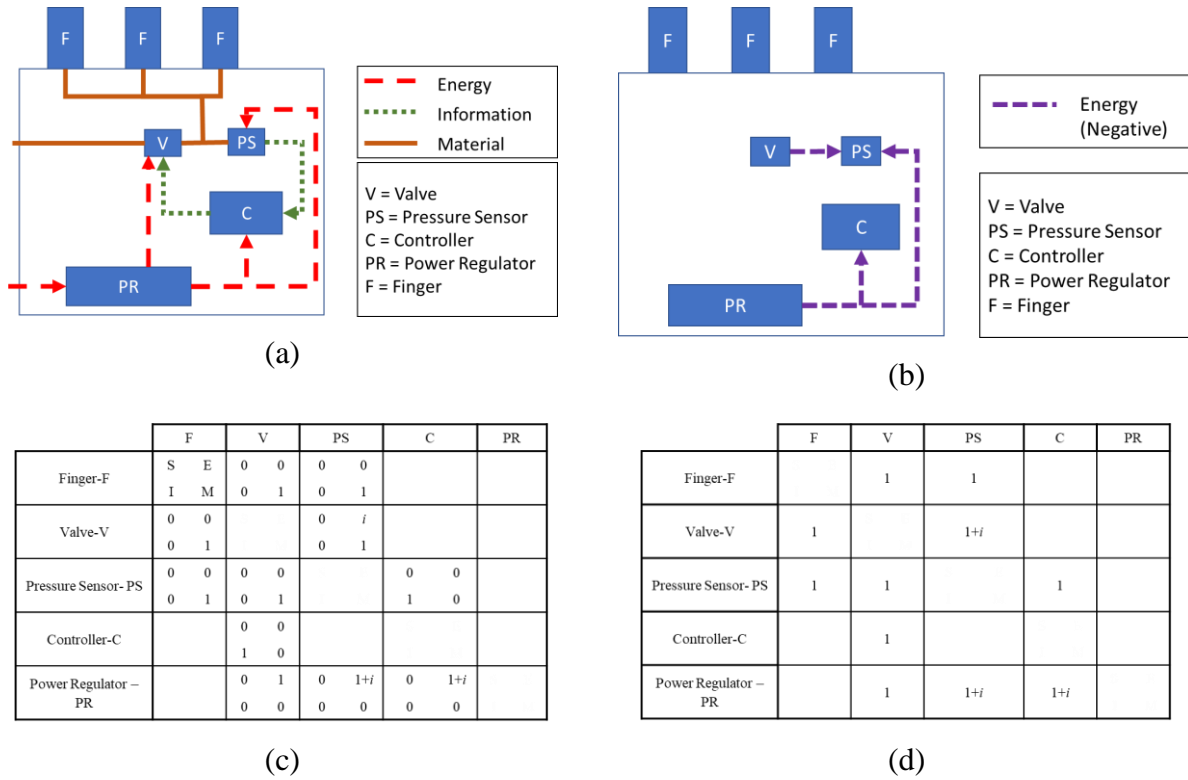 F F F
V PS
C
PR
Energy
Information
Material
V = Valve
PS = Pressure Sensor
C = Controller
PR = Power Regulator
F = Finger
(a)
F F F
V PS
C
PR
Energy
(Negative)
V = Valve
PS = Pressure Sensor
C = Controller
PR = Power Regulator
F = Finger
(b)
F V PS C PR
Finger-F
S E 0 0 0 0
I M 0 1 0 1
Valve-V
0 0 0 i
0 1 0 1
Pressure Sensor- PS
0 0 0 0 0 0
0 1 0 1 1 0
Controller-C
0 0
1 0
Power Regulator –
PR
0 1 0 1+i 0 1+i
0 0 0 0 0 0
(c)
F V PS C PR
Finger-F 1 1
Valve-V 1 1+i
Pressure Sensor- PS 1 1 1
Controller-C 1
Power Regulator –
PR
1 1+i 1+i
(d)